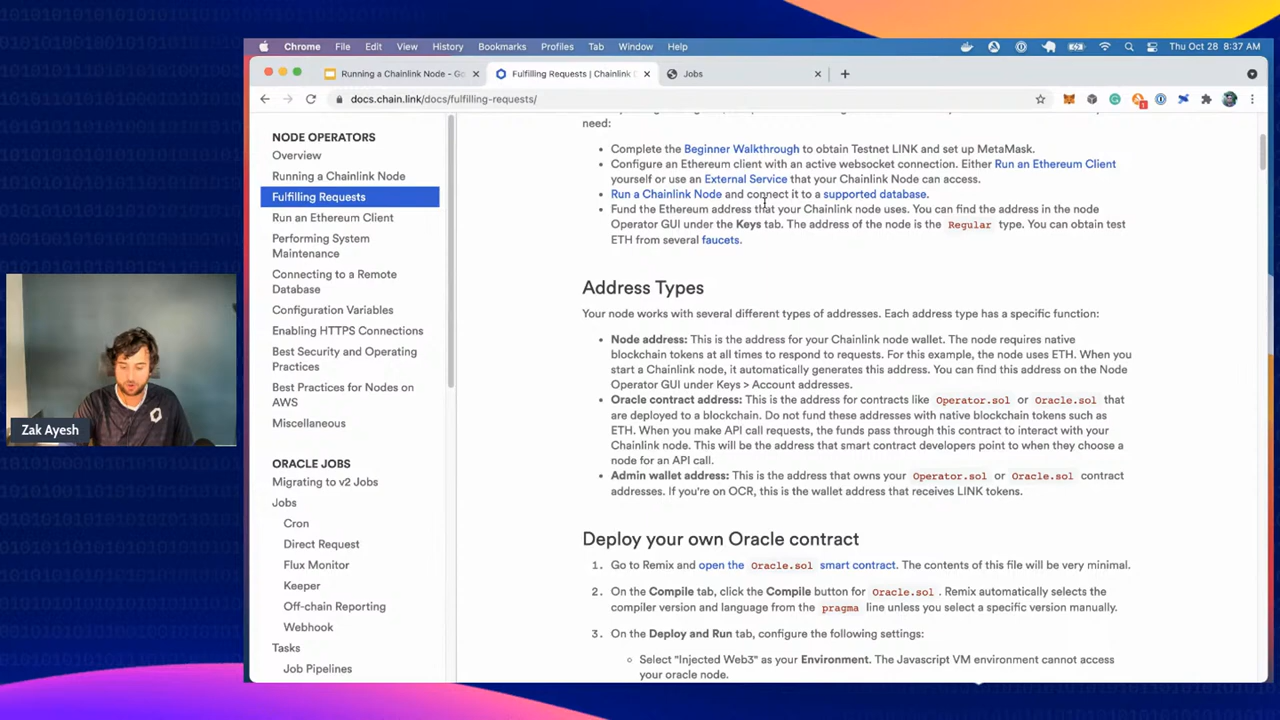 Chrome File Edit View History Bookmarks Profiles Tab Window Help Thu Oct 28 8:37 AM
Running a Chainlink Node - Go
Fulfilling Requests | Chainlink
Jobs
docs.chain.link/docs/fulfilling-requests/
NODE OPERATORS
Overview
Running a Chainlink Node
Fulfilling Requests
Run an Ethereum Client
Performing System
Maintenance
Connecting to a Remote
Database
Configuration Variables
Enabling HTTPS Connections
Best Security and Operating
Practices
Best Practices for Nodes on
AWS
Miscellaneous
ORACLE JOBS
Migrating to v2 Jobs
Jobs
Cron
Direct Request
Flux Monitor
Keeper
Off-chain Reporting
Webhook
Tasks
Job Pipelines
need:
Complete the Beginner Walkthrough to obtain Testnet LINK and set up MetaMask.
Configure an Ethereum client with an active websocket connection. Either Run an Ethereum Client
yourself or use an External Service that your Chainlink Node can access.
Run a Chainlink Node and connect it to a supported database.
Fund the Ethereum address that your Chainlink node uses. You can find the address in the node
Operator GUI under the Keys tab. The address of the node is the Regular type. You can obtain test
ETH from several faucets.
Address Types
Your node works with several different types of addresses. Each address type has a specific function:
Node address: This is the address for your Chainlink node wallet. The node requires native
blockchain tokens at all times to respond to requests. For this example, the node uses ETH. When you
start a Chainlink node, it automatically generates this address. You can find this address on the Node
Operator GUI under Keys > Account addresses.
Oracle contract address: This is the address for contracts like Operator.sol or Oracle.sol that
are deployed to a blockchain. Do not fund these addresses with native blockchain tokens such as
ETH. When you make API call requests, the funds pass through this contract to interact with your
Chainlink node. This will be the address that smart contract developers point to when they choose a
node for an API call.
Admin wallet address: This is the address that owns your Operator.sol or Oracle.sol contract
addresses. If you're on OCR, this is the wallet address that receives LINK tokens.
Deploy your own Oracle contract
1. Go to Remix and open the Oracle.sol smart contract. The contents of this file will be very minimal.
2. On the Compile tab, click the Compile button for Oracle.sol . Remix automatically selects the
compiler version and language from the pragma line unless you select a specific version manually.
3. On the Deploy and Run tab, configure the following settings:
Select "Injected Web3" as your Environment. The Javascript VM environment cannot access
your oracle node.
Zak Ayesh